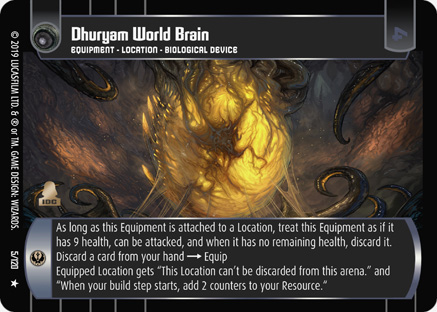 Dhuryam World Brain
EQUIPMENT - LOCATION - BIOLOGICAL DEVICE
4
© 2019 LUCASFILM LTD. & ® OR TM. GAME DESIGN: WIZARDS.
IDC
5/120
As long as this Equipment is attached to a Location, treat this Equipment as if it
has 9 health, can be attacked, and when it has no remaining health, discard it.
Discard a card from your hand → Equip
Equipped Location gets "This Location can't be discarded from this arena." and
"When your build step starts, add 2 counters to your Resource."